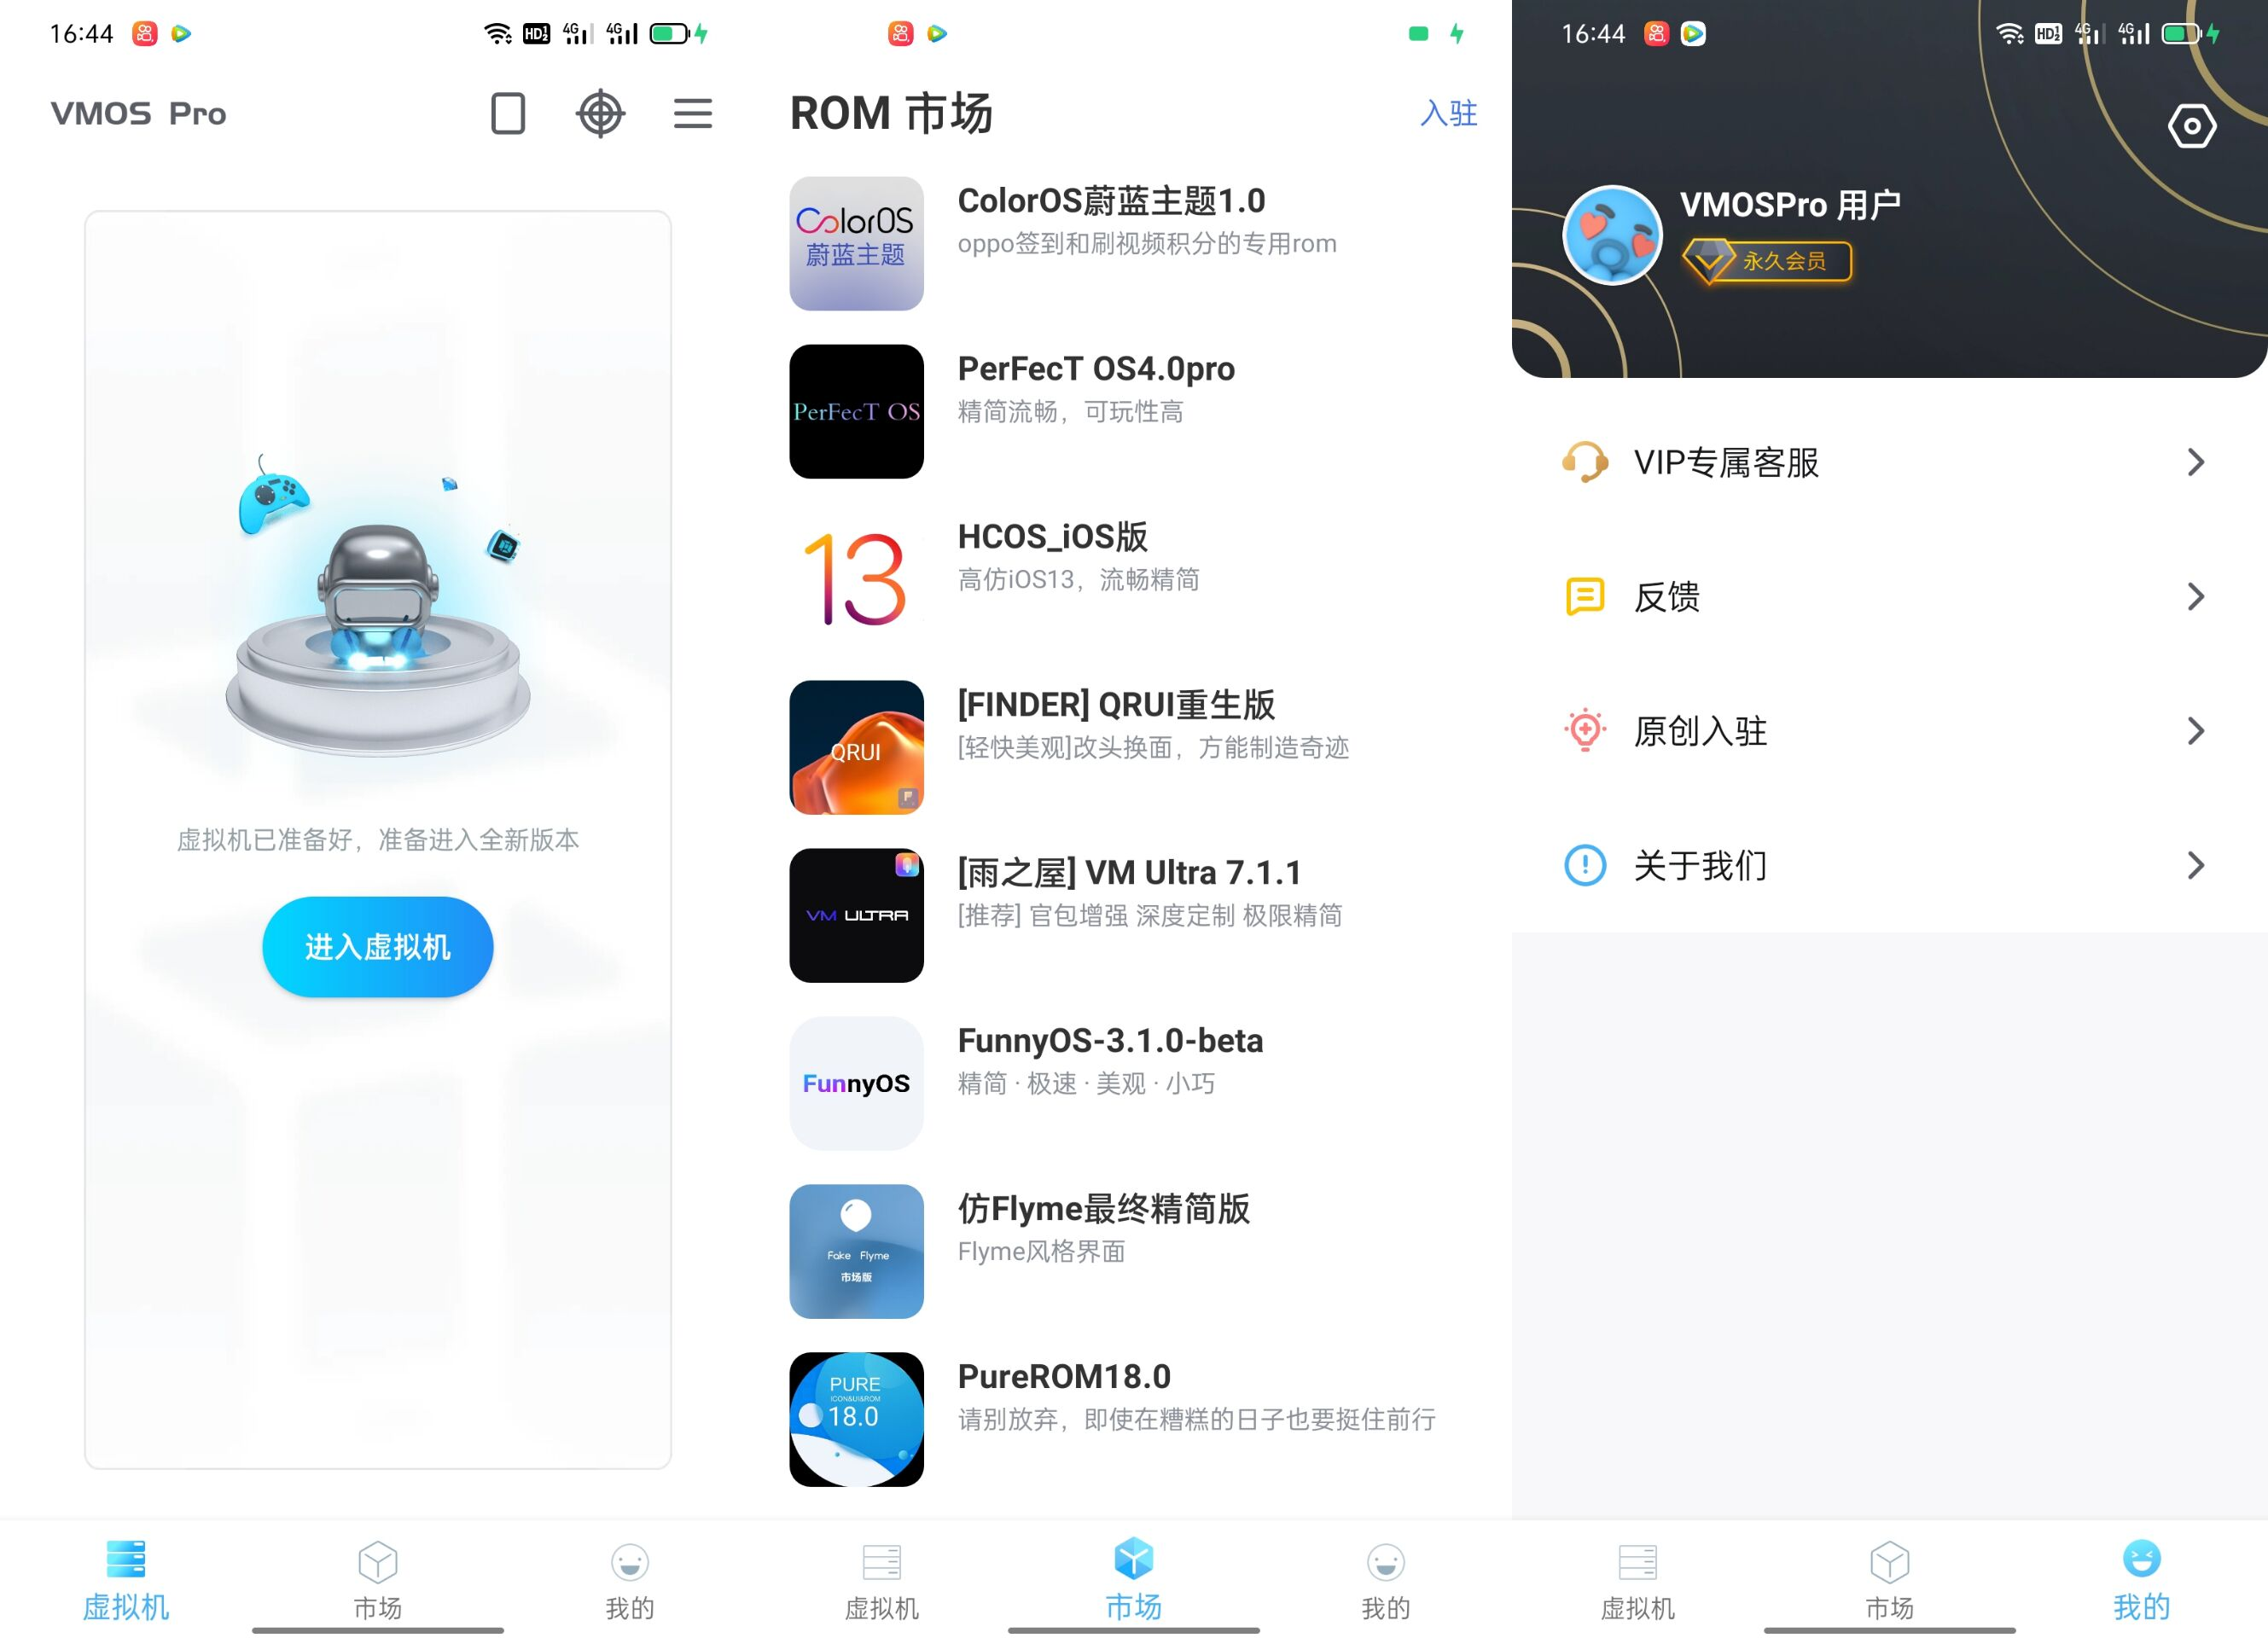 16:44
HD 1 2
4G
4G
VMOS Pro
虚拟机已准备好，准备进入全新版本
进入虚拟机
虚拟机
市场
我的
ROM 市场
入驻
ColorOS
蔚蓝主题
ColorOS蔚蓝主题1.0
oppo签到和刷视频积分的专用rom
PerFecT OS
PerFecT OS4.0pro
精简流畅，可玩性高
13
HCOS_iOS版
高仿iOS13，流畅精简
QRUI
[FINDER] QRUI重生版
[轻快美观]改头换面，方能制造奇迹
VM ULTRA
[雨之屋] VM Ultra 7.1.1
[推荐] 官包增强 深度定制 极限精简
FunnyOS
FunnyOS-3.1.0-beta
精简 · 极速 · 美观 · 小巧
Fake Flyme
市场版
仿Flyme最终精简版
Flyme风格界面
PURE
ICON&UI&ROM
18.0
PureROM18.0
请别放弃，即使在糟糕的日子也要挺住前行
虚拟机
市场
我的
16:44
HD 1 2
4G
4G
VMOSPro 用户
永久会员
VIP专属客服
反馈
原创入驻
关于我们
虚拟机
市场
我的